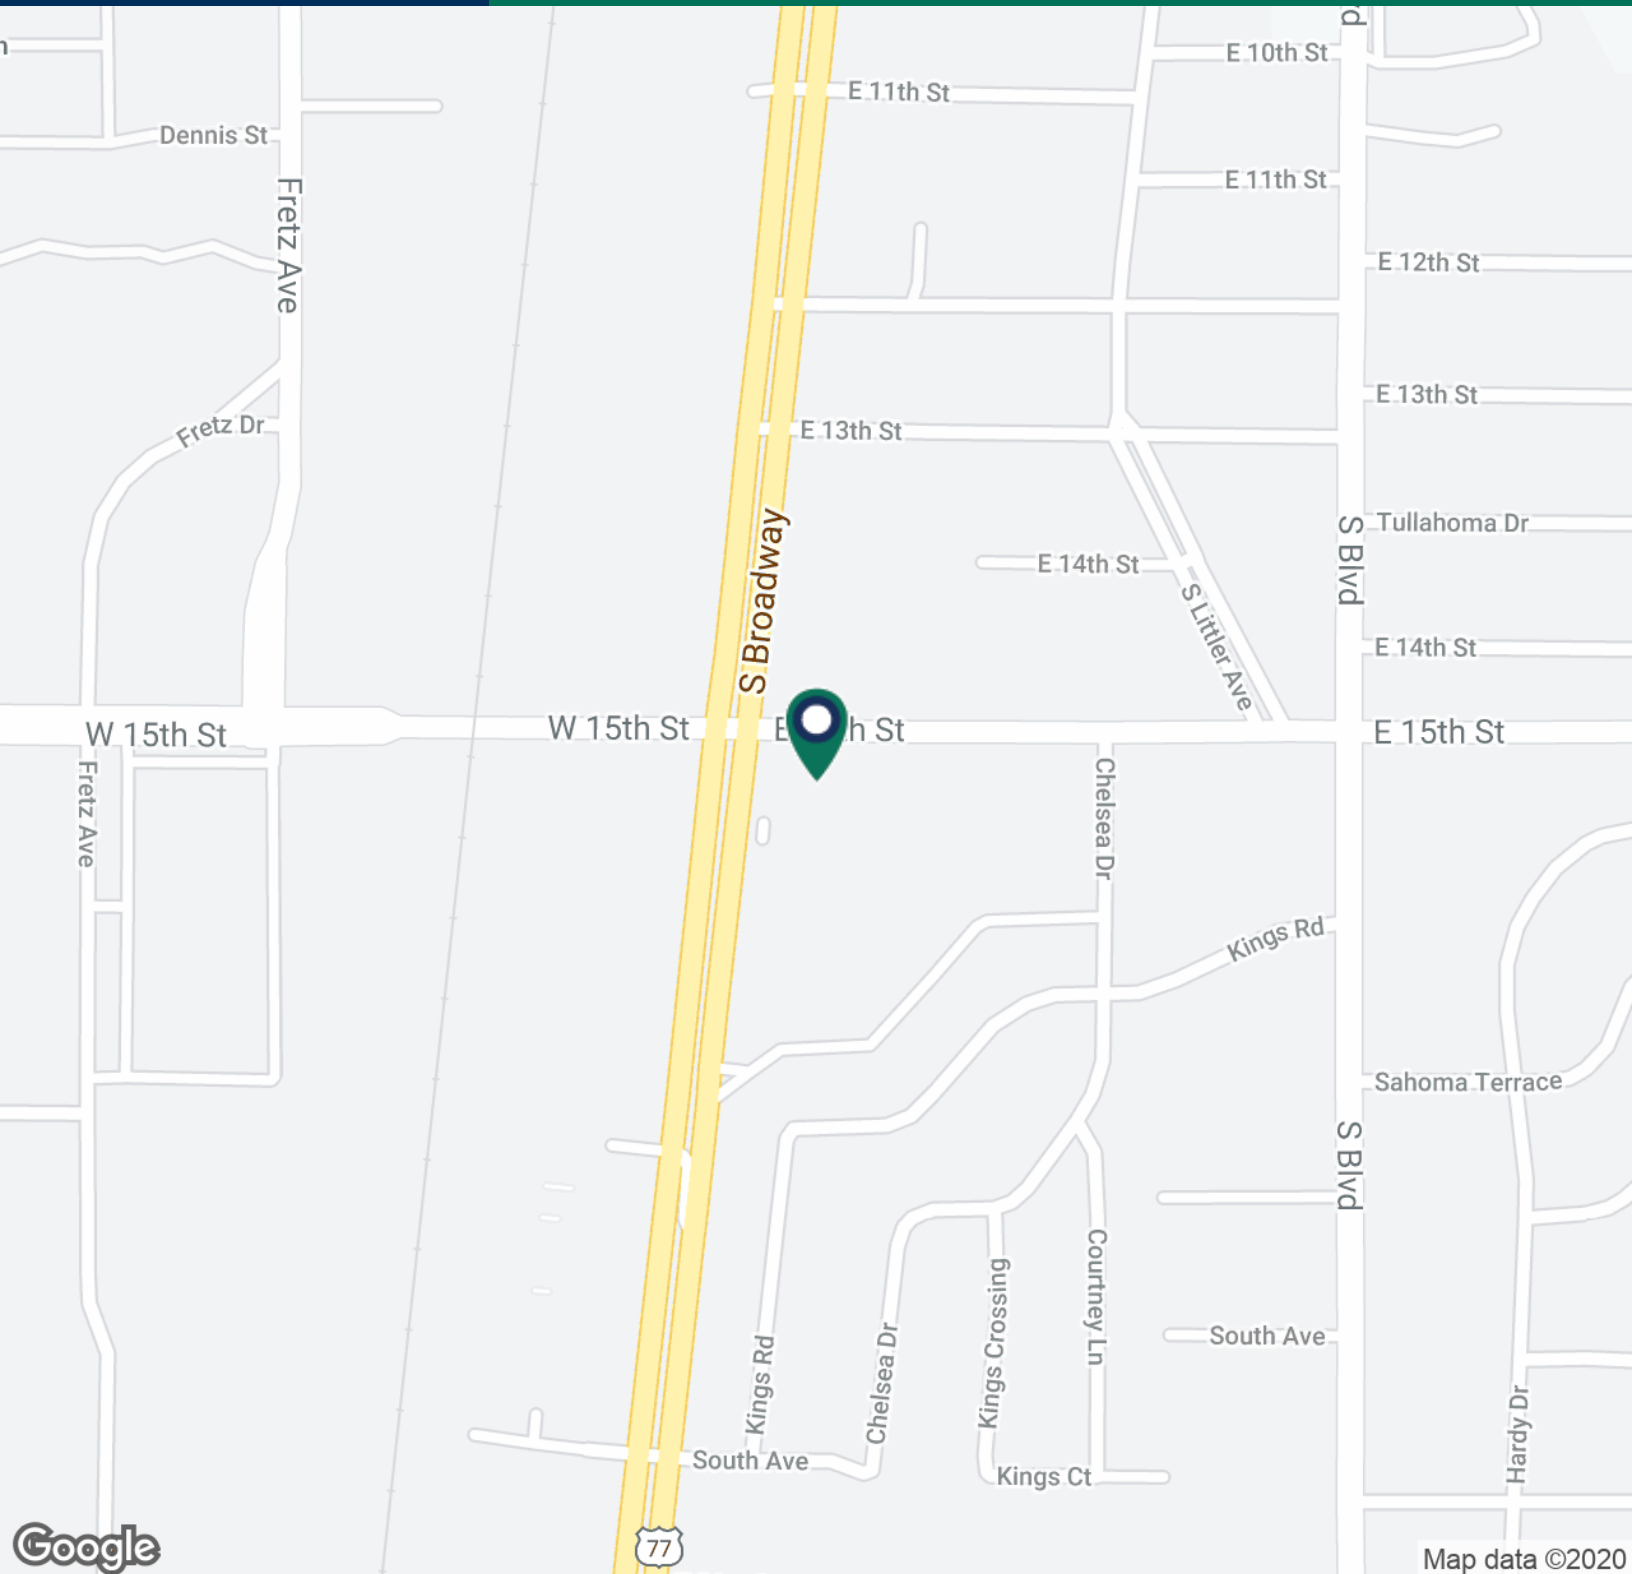 E 10th St
E 11th St
Dennis St
E 11th St
Fretz Ave
E 12th St
E 13th St
Fretz Dr
E 13th St
S Broadway
Tullahoma Dr
S Blvd
E 14th St
S Littler Ave
E 14th St
W 15th St
W 15th St
E 15th St
Fretz Ave
Chelsea Dr
Kings Rd
Sahoma Terrace
S Blvd
Courtney Ln
Kings Crossing
Chelsea Dr
Kings Rd
South Ave
Hardy Dr
South Ave
Kings Ct
77
Google
Map data ©2020